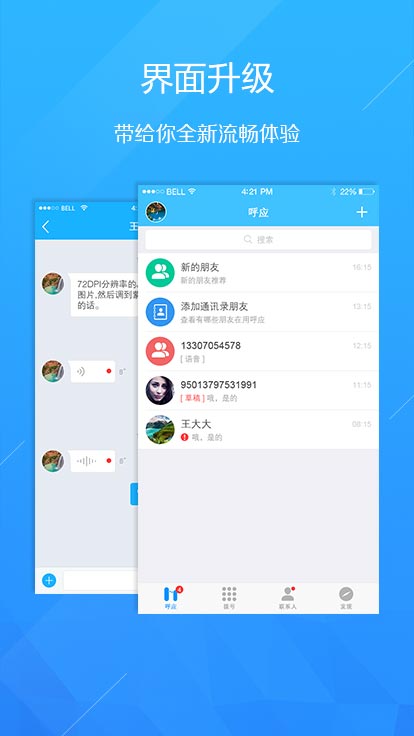 界面升级
带给你全新流畅体验
BELL
4:21 PM
22%
呼应
搜索
新的朋友
16:15
新的朋友推荐
添加通讯录朋友
16:15
查看有哪些朋友在用呼应
13307054578
12:15
[ 语音 ]
95013797531991
11:15
[ 草稿 ] 哦，是的
王大大
08:15
哦，是的
4
呼应
拨号
联系人
发现
BELL
4:
王
72DPI分辨率的
图片,然后调到
的话。
8"
8"